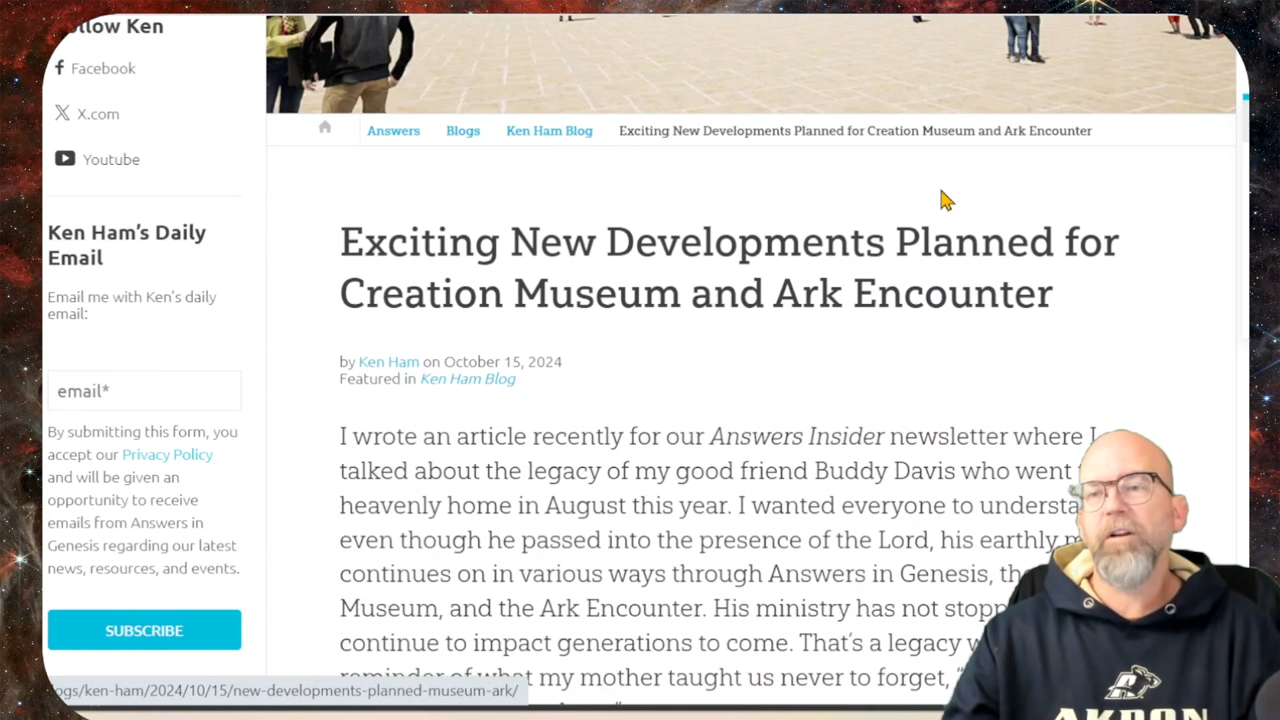 ollow Ken
Facebook
X.com
Youtube
Ken Ham's Daily
Email
Email me with Ken's daily
email:
email*
By submitting this form, you
accept our Privacy Policy
and will be given an
opportunity to receive
emails from Answers in
Genesis regarding our latest
news, resources, and events.
SUBSCRIBE
ogs/ken-ham/2024/10/15/new-developments-planned-museum-ark/
Answers Blogs Ken Ham Blog Exciting New Developments Planned for Creation Museum and Ark Encounter
Exciting New Developments Planned for
Creation Museum and Ark Encounter
by Ken Ham on October 15, 2024
Featured in Ken Ham Blog
I wrote an article recently for our Answers Insider newsletter where I
talked about the legacy of my good friend Buddy Davis who went
heavenly home in August this year. I wanted everyone to understa
even though he passed into the presence of the Lord, his earthly
continues on in various ways through Answers in Genesis, th
Museum, and the Ark Encounter. His ministry has not stopp
continue to impact generations to come. That's a legacy
reminder of what my mother taught us never to forget, "
AKRON